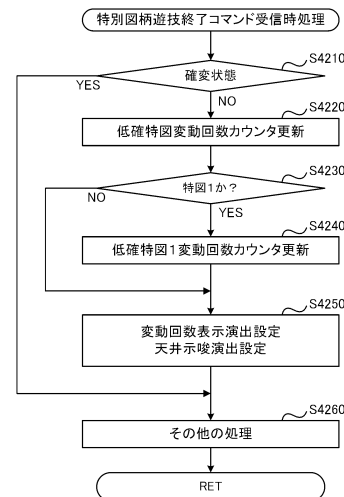 特別図柄遊技終了コマンド受信時処理
S4210
確変状態
YES
NO
S4220
低確特図変動回数カウンタ更新
S4230
特図1か?
NO
YES
S4240
低確特図1変動回数カウンタ更新
S4250
変動回数表示演出設定
天井示唆演出設定
S4260
その他の処理
RET